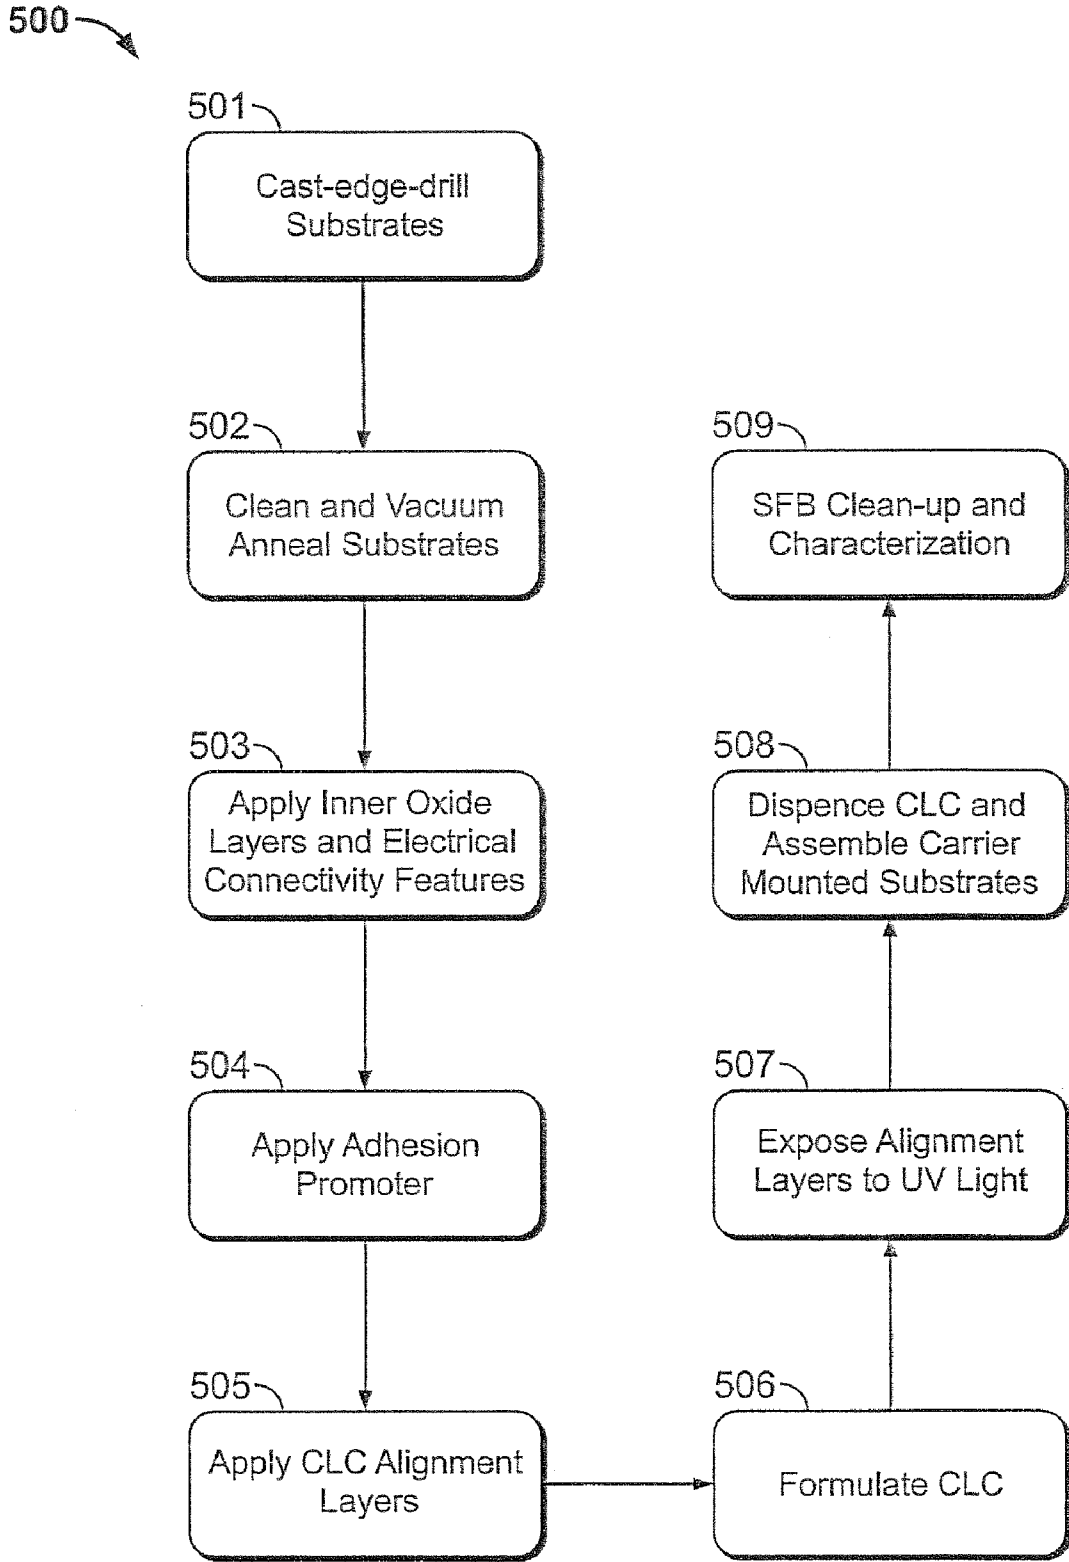 500
501
Cast-edge-drill
Substrates
502
Clean and Vacuum
Anneal Substrates
503
Apply Inner Oxide
Layers and Electrical
Connectivity Features
504
Apply Adhesion
Promoter
505
Apply CLC Alignment
Layers
506
Formulate CLC
507
Expose Alignment
Layers to UV Light
508
Dispence CLC and
Assemble Carrier
Mounted Substrates
509
SFB Clean-up and
Characterization